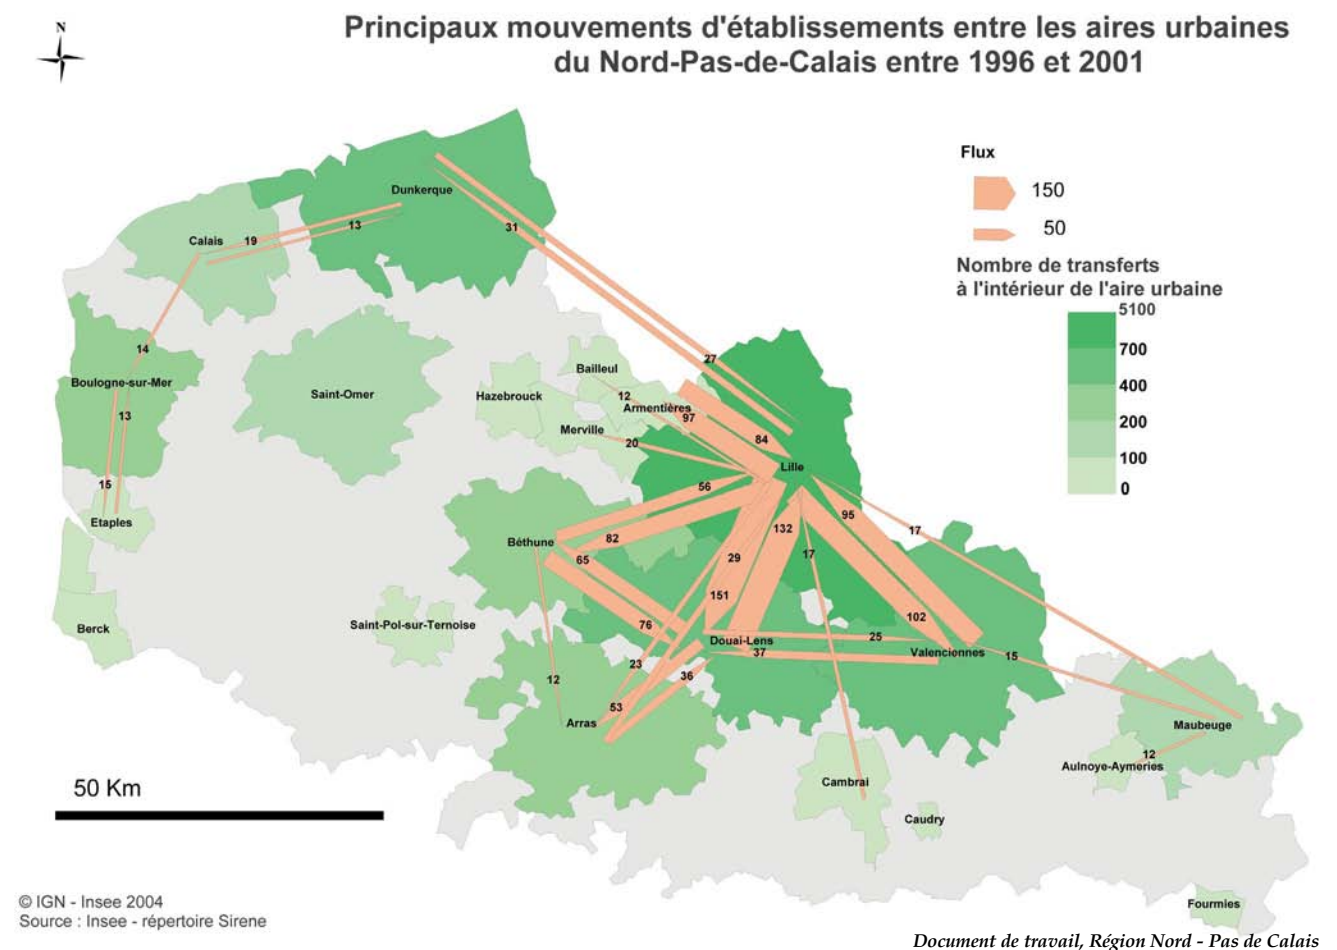 Principaux mouvements d'établissements entre les aires urbaines
du Nord-Pas-de-Calais entre 1996 et 2001
N
Flux
150
50
Nombre de transferts
à l'intérieur de l'aire urbaine
5100
700
400
200
100
0
Dunkerque
31
13
Calais
19
14
27
Boulogne-sur-Mer
13
15
Etaples
Saint-Omer
Bailleul
Hazebrouck
12
Armentières
97
Merville
20
84
Lille
56
95
Béthune
82
132
17
17
65
29
151
102
Berck
Saint-Pol-sur-Ternoise
76
Douai-Lens
25
37
Valenciennes
15
23
36
12
53
Arras
Maubeuge
12
Aulnoye-Aymeries
Cambrai
Caudry
Fourmies
50 Km
© IGN - Insee 2004
Source : Insee - répertoire Sirene
Document de travail, Région Nord - Pas de Calais